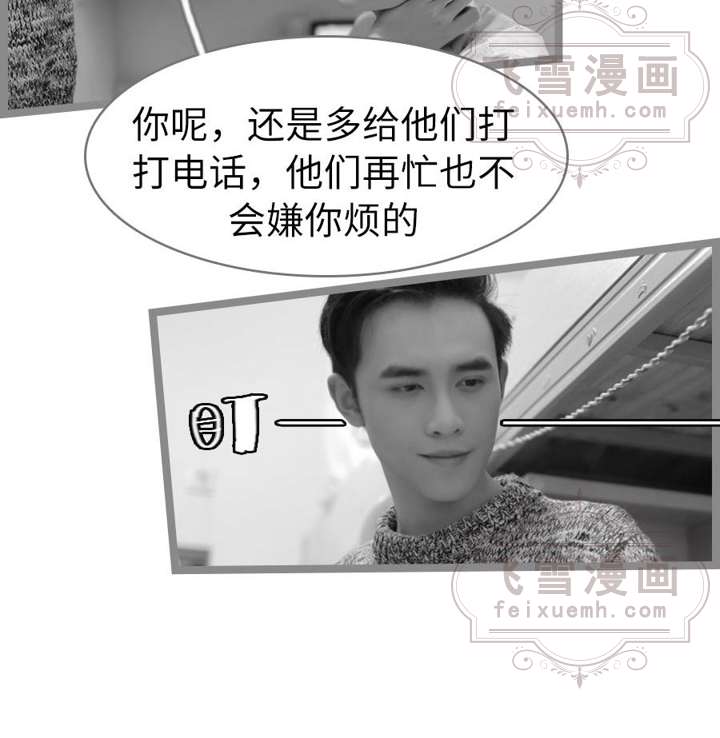 飞雪漫画
feixuemh.com
你呢，还是多给他们打
打电话，他们再忙也不
会嫌你烦的
盯
飞雪漫画
feixuemh.com